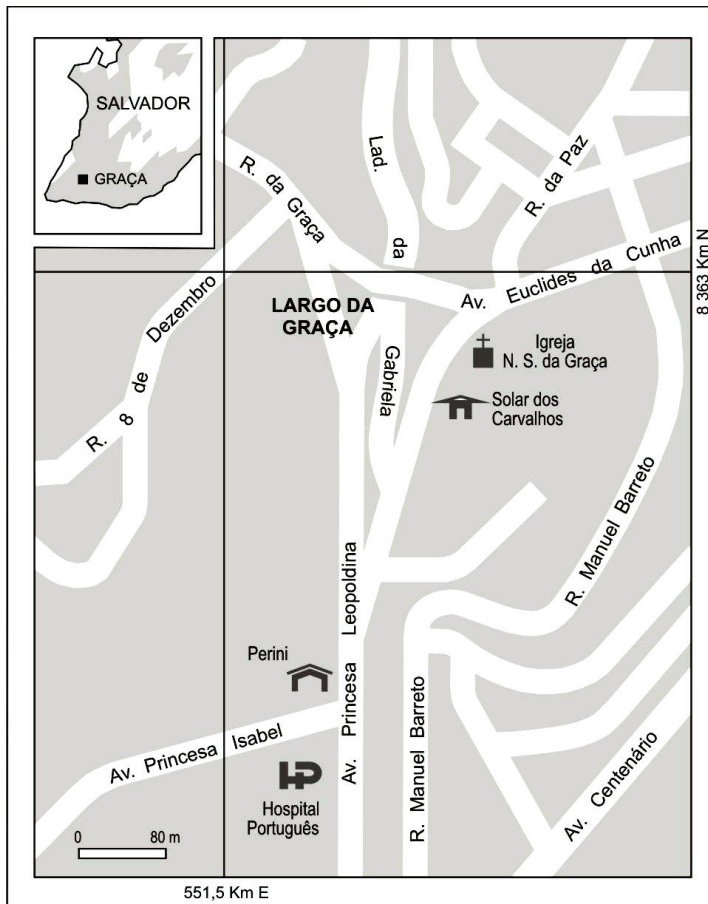 SALVADOR
GRAÇA
R. da Graça
Lad. da
Gabriela
R. da Paz
Av. Euclides da Cunha
8 363 Km N
R. 8 de Dezembro
LARGO DA
GRAÇA
Igreja
N. S. da Graça
Solar dos
Carvalhos
R. Manuel Barreto
Av. Princesa Leopoldina
Perini
Av. Princesa Isabel
HP
Hospital
Português
R. Manuel Barreto
Av. Centenário
0 80 m
551,5 Km E